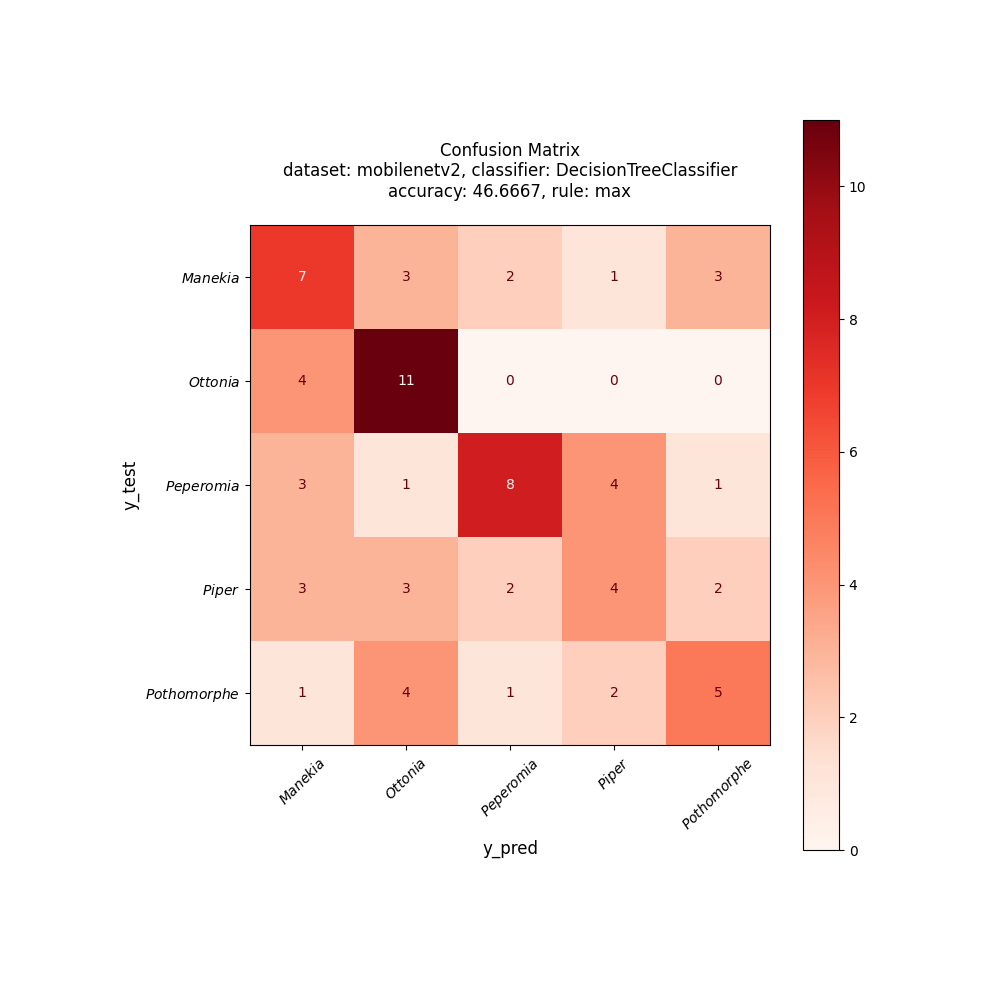 Confusion Matrix
dataset: mobilenetv2, classifier: DecisionTreeClassifier
accuracy: 46.6667, rule: max
Manekia 7 3 2 1 3
Ottonia 4 11 0 0 0
Peperomia 3 1 8 4 1
Piper 3 3 2 4 2
Pothomorphe 1 4 1 2 5
Manekia Ottonia Peperomia Piper Pothomorphe
y_pred
y_test
10
8
6
4
2
0